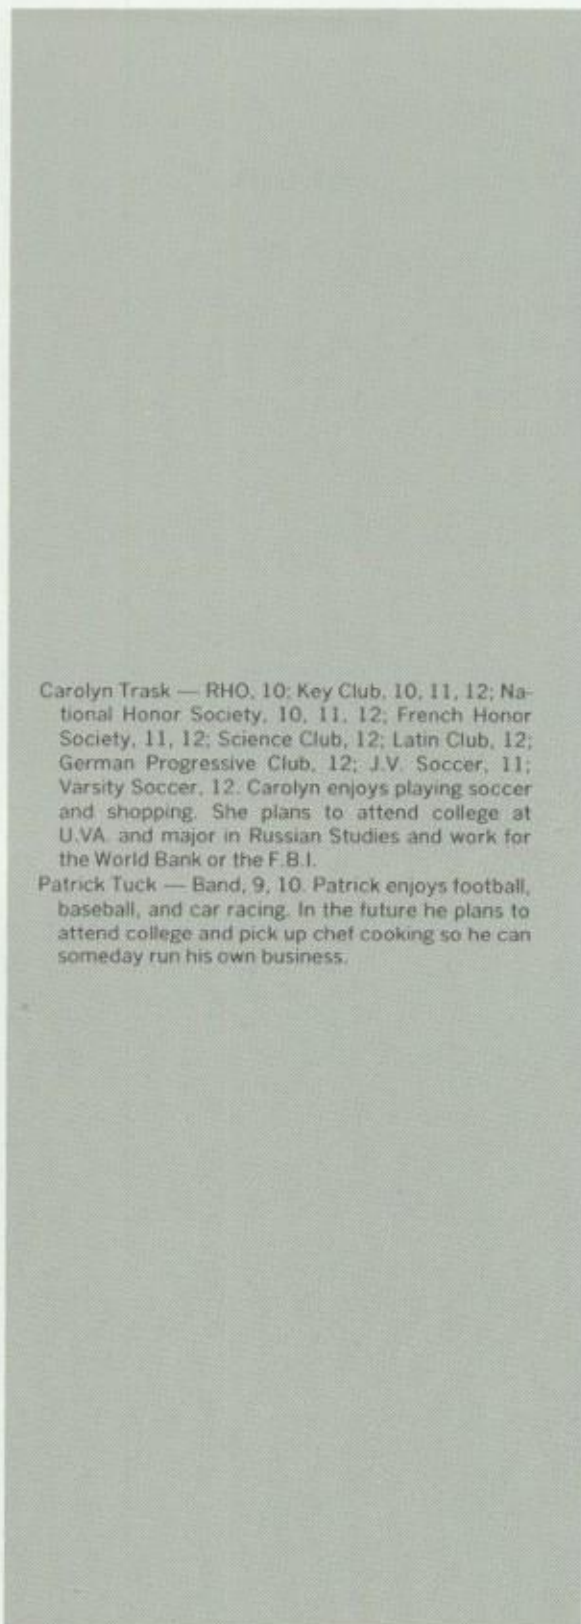 Carolyn Trask — RHO, 10; Key Club, 10, 11, 12; Na-
tional Honor Society, 10, 11, 12; French Honor
Society, 11, 12; Science Club, 12; Latin Club, 12;
German Progressive Club, 12; J.V. Soccer, 11;
Varsity Soccer, 12. Carolyn enjoys playing soccer
and shopping. She plans to attend college at
U.VA. and major in Russian Studies and work for
the World Bank or the F.B.I.
Patrick Tuck — Band, 9, 10. Patrick enjoys football,
baseball, and car racing. In the future he plans to
attend college and pick up chef cooking so he can
someday run his own business.